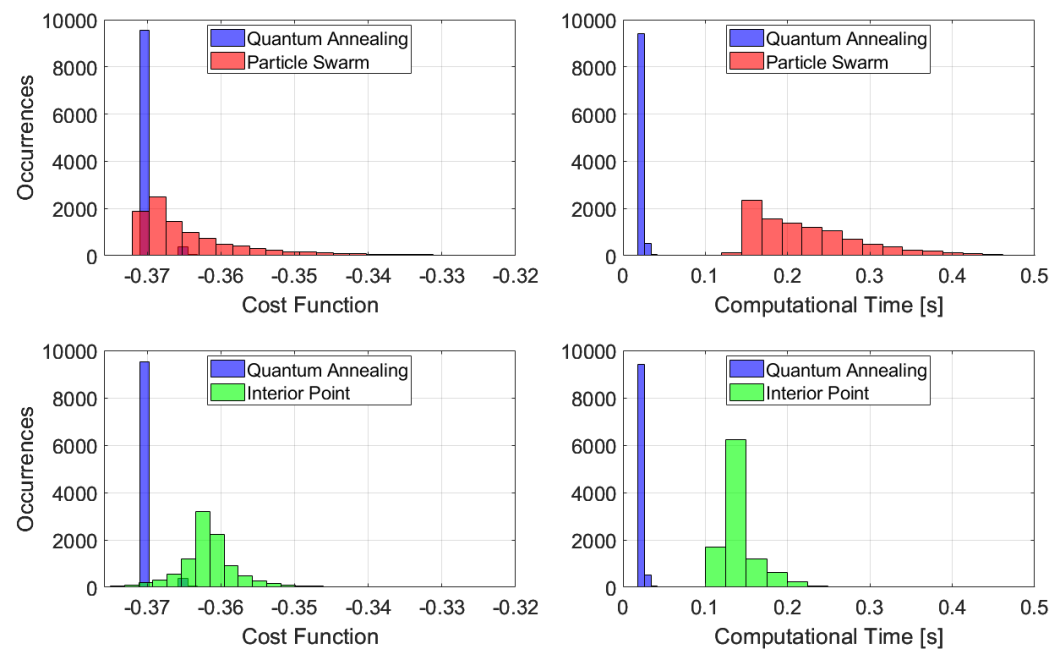 10000
8000
6000
4000
2000
0
Occurrences
Quantum Annealing
Particle Swarm
-0.37 -0.36 -0.35 -0.34 -0.33 -0.32
Cost Function
10000
8000
6000
4000
2000
0
Quantum Annealing
Particle Swarm
0 0.1 0.2 0.3 0.4 0.5
Computational Time [s]
10000
8000
6000
4000
2000
0
Occurrences
Quantum Annealing
Interior Point
-0.37 -0.36 -0.35 -0.34 -0.33 -0.32
Cost Function
10000
8000
6000
4000
2000
0
Quantum Annealing
Interior Point
0 0.1 0.2 0.3 0.4 0.5
Computational Time [s]